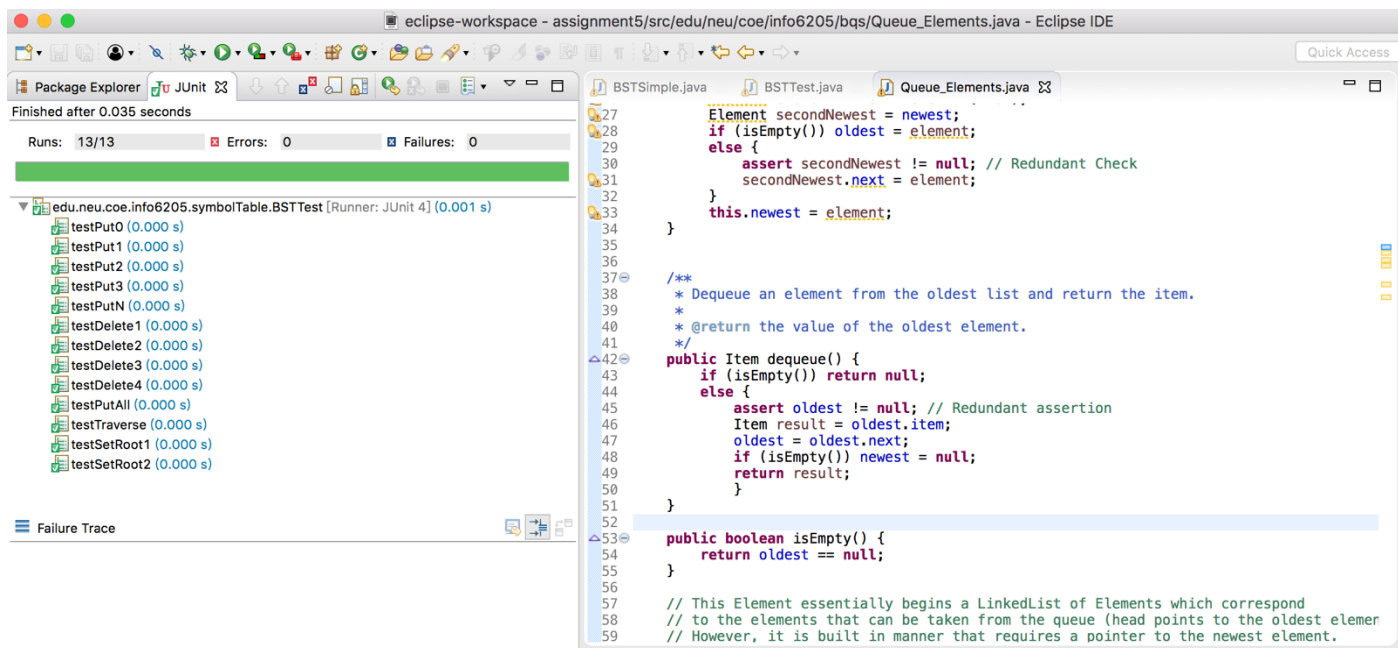 eclipse-workspace - assignment5/src/edu/neu/coe/info6205/bqs/Queue_Elements.java - Eclipse IDE
Quick Access
Package Explorer JUnit
Finished after 0.035 seconds
Runs: 13/13 Errors: 0 Failures: 0
edu.neu.coe.info6205.symbolTable.BSTTest [Runner: JUnit 4] (0.001 s)
testPut0 (0.000 s)
testPut1 (0.000 s)
testPut2 (0.000 s)
testPut3 (0.000 s)
testPutN (0.000 s)
testDelete1 (0.000 s)
testDelete2 (0.000 s)
testDelete3 (0.000 s)
testDelete4 (0.000 s)
testPutAll (0.000 s)
testTraverse (0.000 s)
testSetRoot1 (0.000 s)
testSetRoot2 (0.000 s)
Failure Trace
BSTSimple.java BSTTest.java Queue_Elements.java
27 Element secondNewest = newest;
28 if (isEmpty()) oldest = element;
29 else {
30 assert secondNewest != null; // Redundant Check
31 secondNewest.next = element;
32 }
33 this.newest = element;
34 }
35
36
37 /**
38 * Dequeue an element from the oldest list and return the item.
39 *
40 * @return the value of the oldest element.
41 */
42 public Item dequeue() {
43 if (isEmpty()) return null;
44 else {
45 assert oldest != null; // Redundant assertion
46 Item result = oldest.item;
47 oldest = oldest.next;
48 if (isEmpty()) newest = null;
49 return result;
50 }
51 }
52
53 public boolean isEmpty() {
54 return oldest == null;
55 }
56
57 // This Element essentially begins a LinkedList of Elements which correspond
58 // to the elements that can be taken from the queue (head points to the oldest elemen
59 // However, it is built in manner that requires a pointer to the newest element.